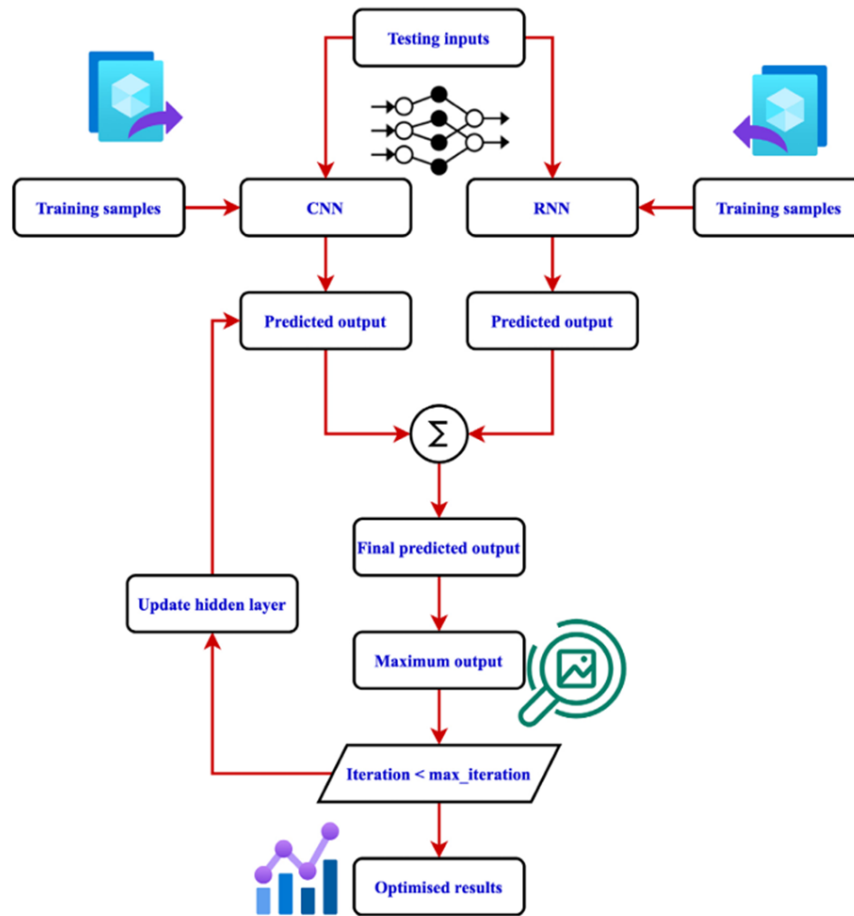 Testing inputs
Training samples
CNN
RNN
Training samples
Predicted output
Predicted output
Σ
Final predicted output
Update hidden layer
Maximum output
Iteration < max_iteration
Optimised results